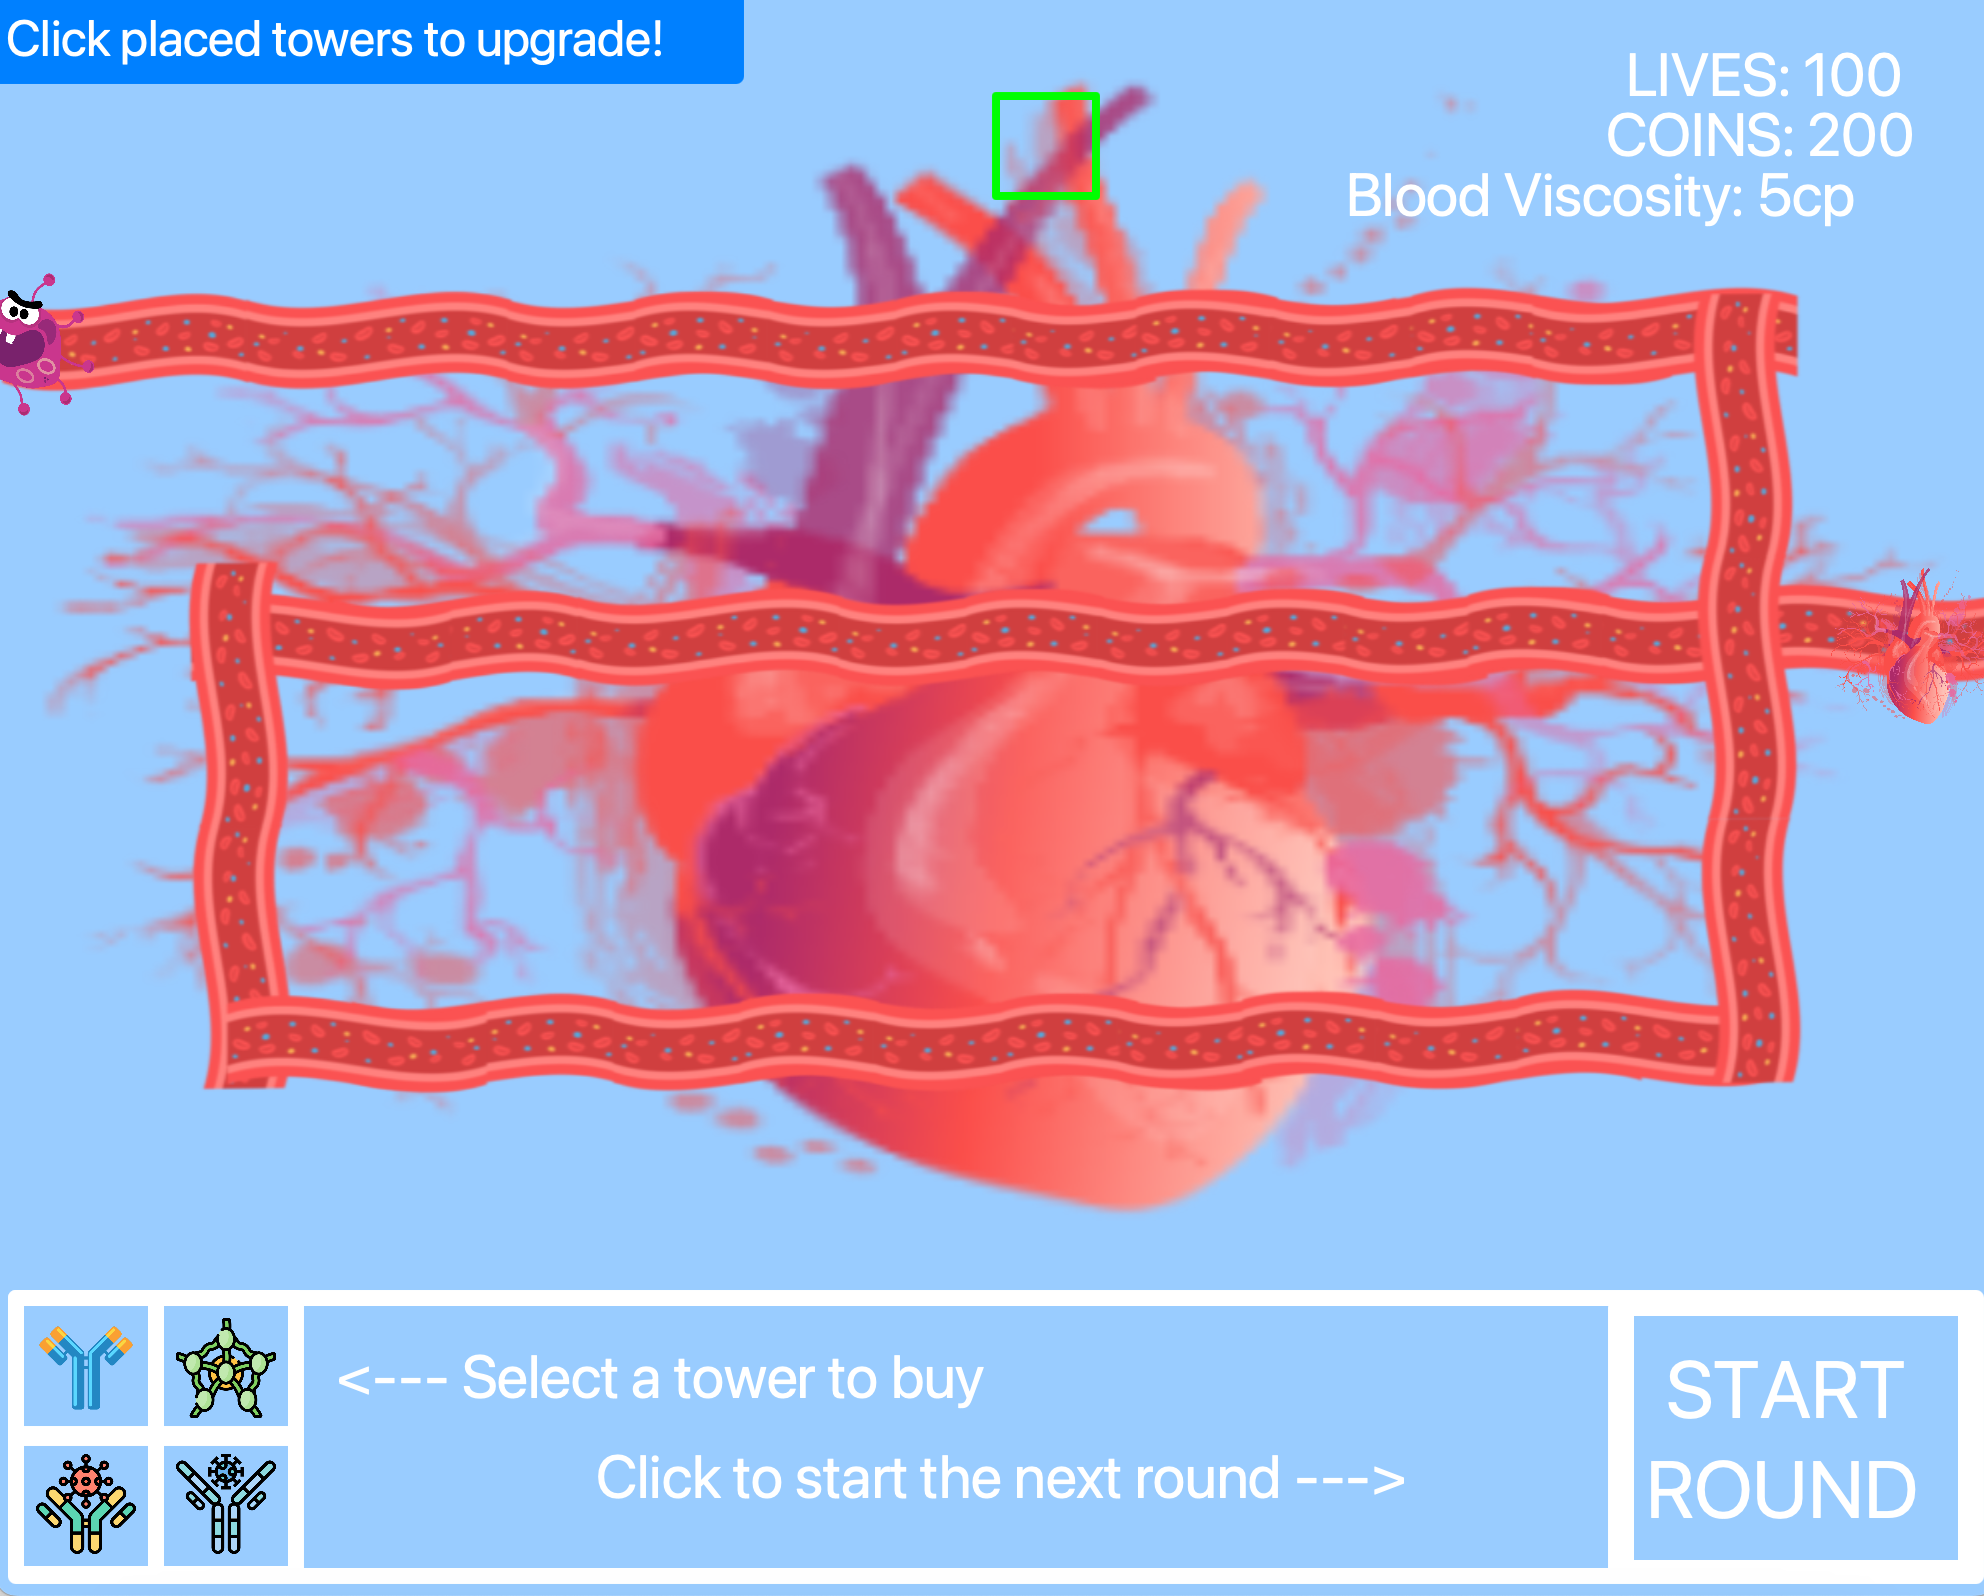 Click placed towers to upgrade!
LIVES: 100
COINS: 200
Blood Viscosity: 5cp
<--- Select a tower to buy
Click to start the next round --->
START
ROUND